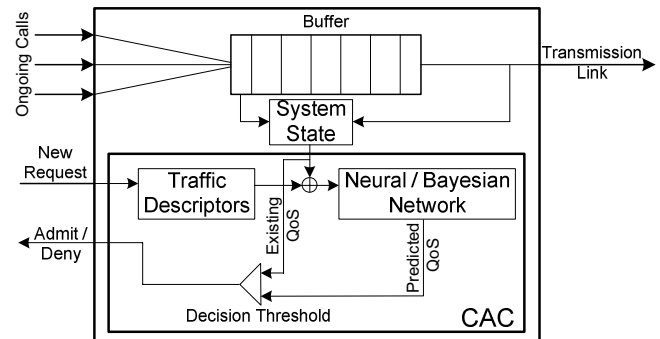 Buffer
Ongoing Calls
Transmission
Link
System
State
New
Request
Traffic
Descriptors
Neural / Bayesian
Network
Admit /
Deny
Existing
QoS
Predicted
QoS
Decision Threshold
CAC